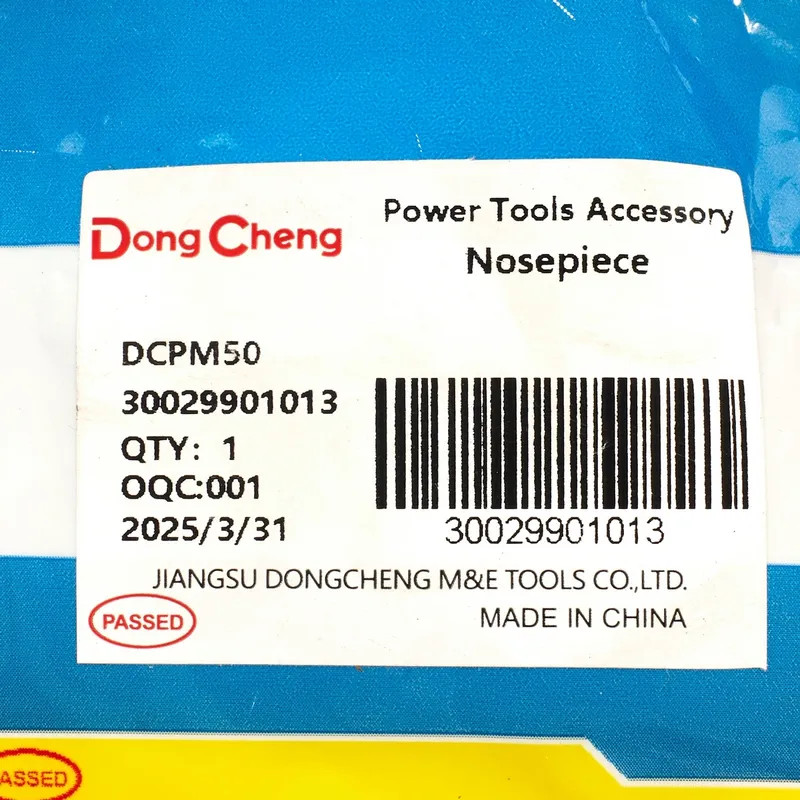 Dong Cheng
Power Tools Accessory
Nosepiece
DCPM50
30029901013
QTY: 1
OQC:001
2025/3/31
30029901013
JIANGSU DONGCHENG M&E TOOLS CO.,LTD.
PASSED
MADE IN CHINA
ASSED